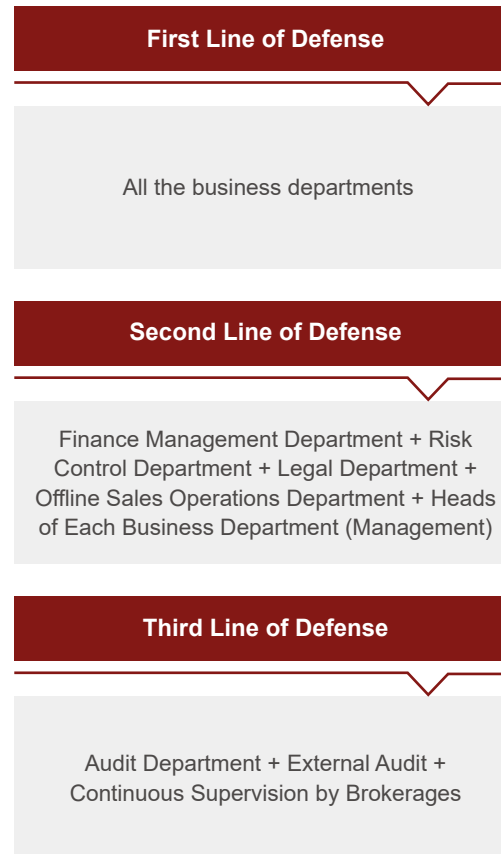 First Line of Defense
All the business departments
Second Line of Defense
Finance Management Department + Risk
Control Department + Legal Department +
Offline Sales Operations Department + Heads
of Each Business Department (Management)
Third Line of Defense
Audit Department + External Audit +
Continuous Supervision by Brokerages